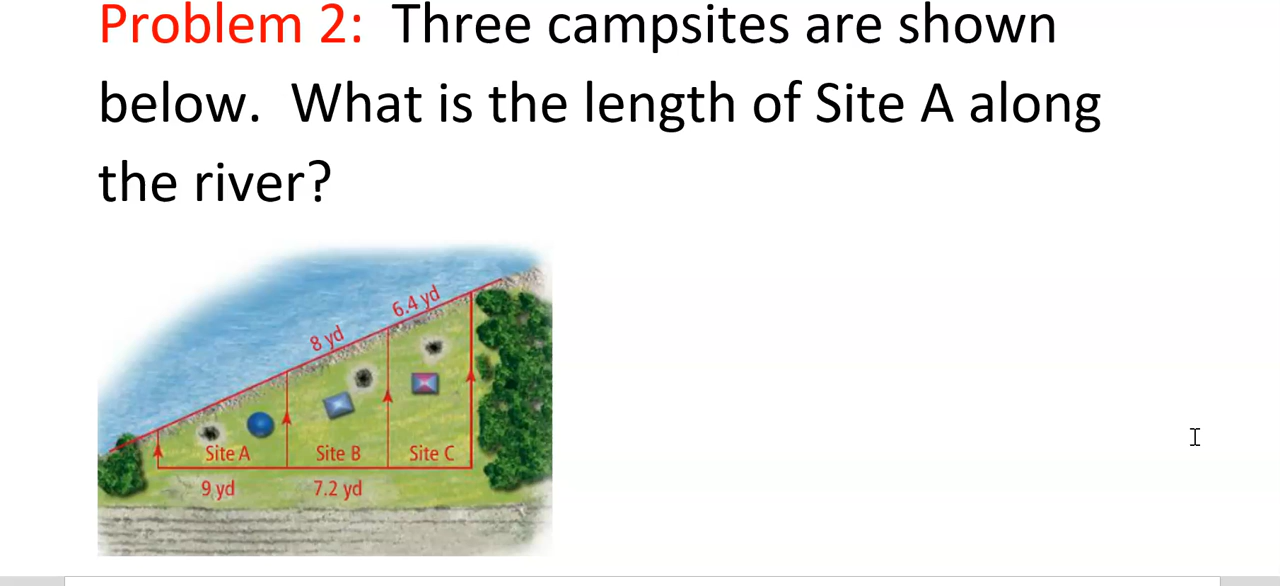 Problem 2: Three campsites are shown
below. What is the length of Site A along
the river?
6.4 yd
8 yd
Site A Site B Site C
9 yd 7.2 yd